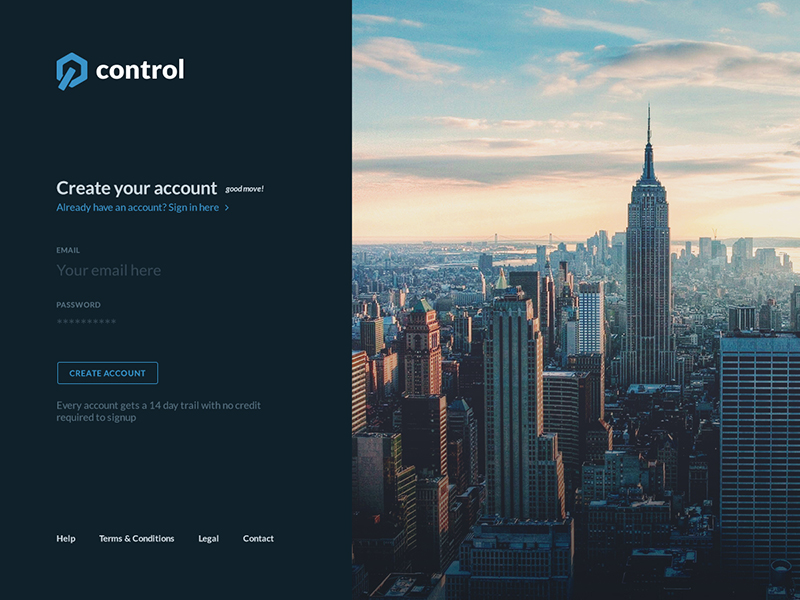 control
Create your account good move!
Already have an account? Sign in here >
EMAIL
Your email here
PASSWORD
**********
CREATE ACCOUNT
Every account gets a 14 day trail with no credit
required to signup
Help Terms & Conditions Legal Contact